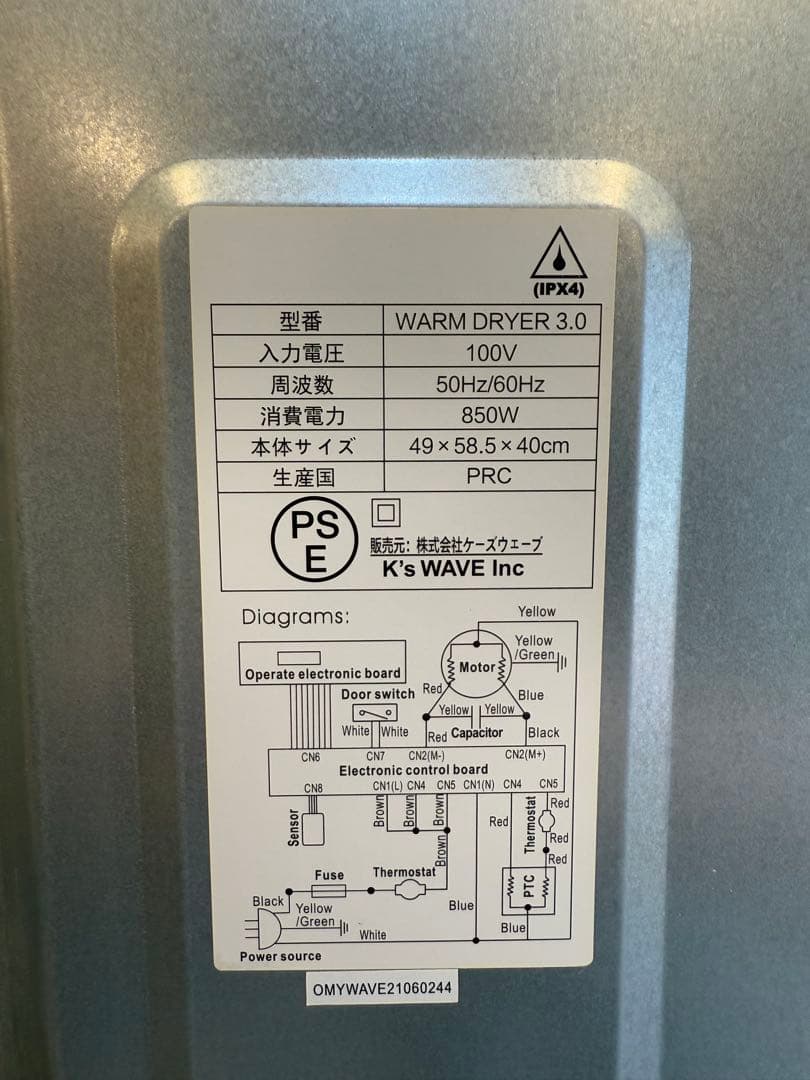 (IPX4)
型番 WARM DRYER 3.0
入力電圧 100V
周波数 50Hz/60Hz
消費電力 850W
本体サイズ 49×58.5×40cm
生産国 PRC
PS
E
販売元: 株式会社ケーズウェーブ
K's WAVE Inc
Diagrams:
Yellow
Operate electronic board
Motor
Yellow
/Green
Door switch
Red
Blue
White White
Yellow Yellow
Red Capacitor Black
CN6 CN7 CN2(M-) CN2(M+)
Electronic control board
CN8 CN1(L) CN4 CN5 CN1(N) CN4 CN5
Sensor
Brown Brown Brown
Brown
Red
Thermostat
Red
Red
Red
PTC
Fuse
Thermostat
Black
Yellow
/Green
Blue
Blue
White
Power source
OMYWAVE21060244